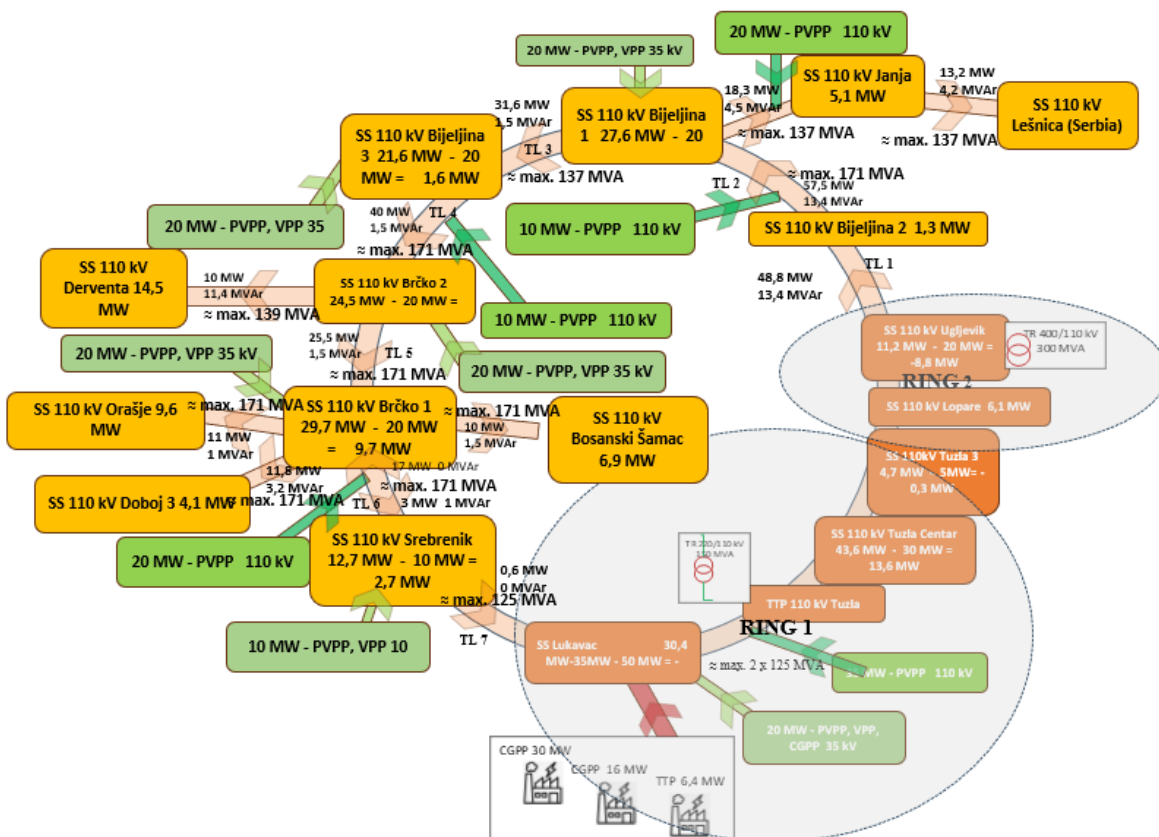 20 MW - PVPP 110 kV
20 MW - PVPP, VPP 35 kV
SS 110 kV Janja
5,1 MW
13,2 MW
4,2 MVAr
SS 110 kV
Lešnica (Serbia)
≈ max. 137 MVA
18,3 MW
4,5 MVAr
≈ max. 137 MVA
SS 110 kV Bijeljina
1 27,6 MW - 20
31,6 MW
1,5 MVAr
TL 3
≈ max. 137 MVA
SS 110 kV Bijeljina
3 21,6 MW - 20
MW = 1,6 MW
20 MW - PVPP, VPP 35
TL 2
≈ max. 171 MVA
57,5 MW
13,4 MVAr
10 MW - PVPP 110 kV
SS 110 kV Bijeljina 2 1,3 MW
40 MW
1,5 MVAr
TL 4
≈ max. 171 MVA
SS 110 kV
Derventa 14,5
MW
10 MW
11,4 MVAr
≈ max. 139 MVA
SS 110 kV Brčko 2
24,5 MW - 20 MW =
10 MW - PVPP 110 kV
48,8 MW
13,4 MVAr
TL 1
20 MW - PVPP, VPP 35 kV
25,5 MW
1,5 MVAr
TL 5
≈ max. 171 MVA
20 MW - PVPP, VPP 35 kV
SS 110 kV Ugljevik
11,2 MW - 20 MW =
-8,8 MW
TR 400/110 kV
300 MVA
RING 2
SS 110 kV Lopare 6,1 MW
SS 110 kV Orašje 9,6
MW
≈ max. 171 MVA
11 MW
1 MVAr
SS 110 kV Brčko 1
29,7 MW - 20 MW
= 9,7 MW
≈ max. 171 MVA
10 MW
1,5 MVAr
SS 110 kV
Bosanski Šamac
6,9 MW
SS 110kV Tuzla 3
4,7 MW - 5MW= -
0,3 MW
SS 110 kV Doboj 3 4,1 MW
11,8 MW
3,2 MVAr
≈ max. 171 MVA
17 MW 0 MVAr
≈ max. 171 MVA
3 MW 1 MVAr
TL 6
20 MW - PVPP 110 kV
SS 110 kV Srebrenik
12,7 MW - 10 MW =
2,7 MW
0,6 MW
0 MVAr
≈ max. 125 MVA
TL 7
10 MW - PVPP, VPP 10
TR 220/110 kV
150 MVA
SS 110 kV Tuzla Centar
43,6 MW - 30 MW =
13,6 MW
TTP 110 kV Tuzla
RING 1
SS Lukavac 30,4
MW-35MW - 50 MW = -
≈ max. 2 x 125 MVA
MW - PVPP 110 kV
20 MW - PVPP, VPP,
CGPP 35 kV
CGPP 30 MW
CGPP 16 MW
TTP 6,4 MW